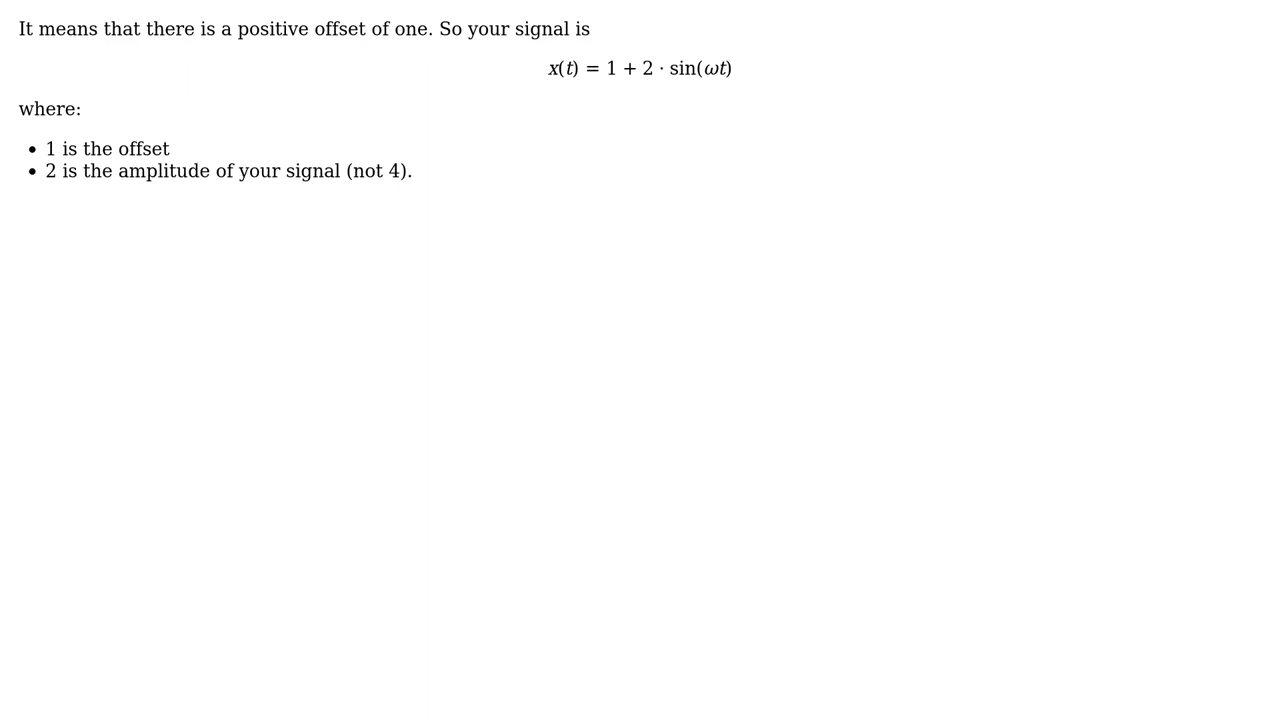 It means that there is a positive offset of one. So your signal is
x(t) = 1 + 2 · sin(ωt)
where:
• 1 is the offset
• 2 is the amplitude of your signal (not 4).